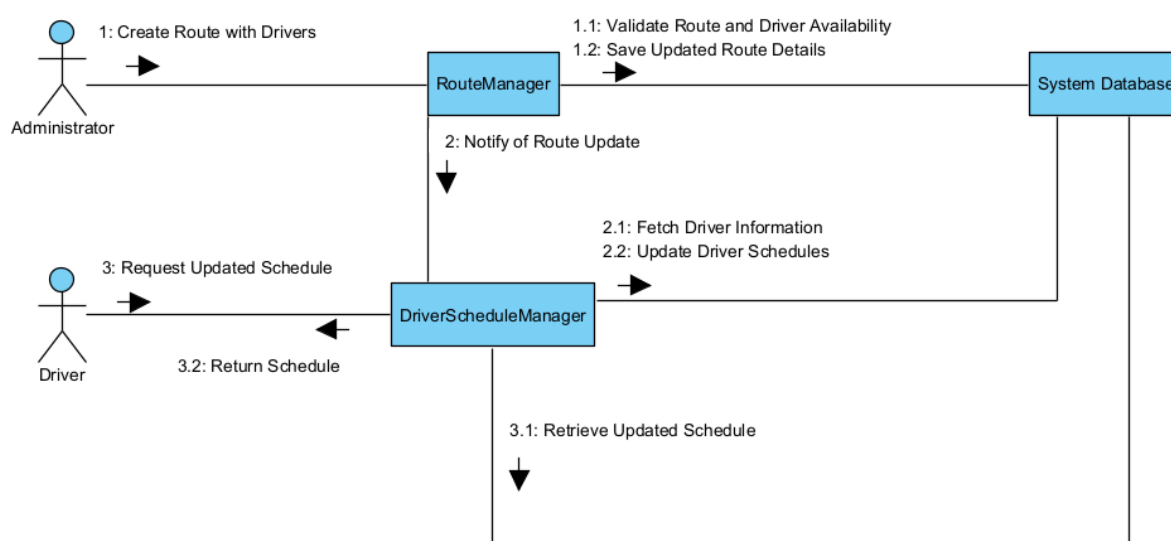 1: Create Route with Drivers
1.1: Validate Route and Driver Availability
1.2: Save Updated Route Details
RouteManager
System Database
Administrator
2: Notify of Route Update
2.1: Fetch Driver Information
2.2: Update Driver Schedules
3: Request Updated Schedule
DriverScheduleManager
3.2: Return Schedule
Driver
3.1: Retrieve Updated Schedule